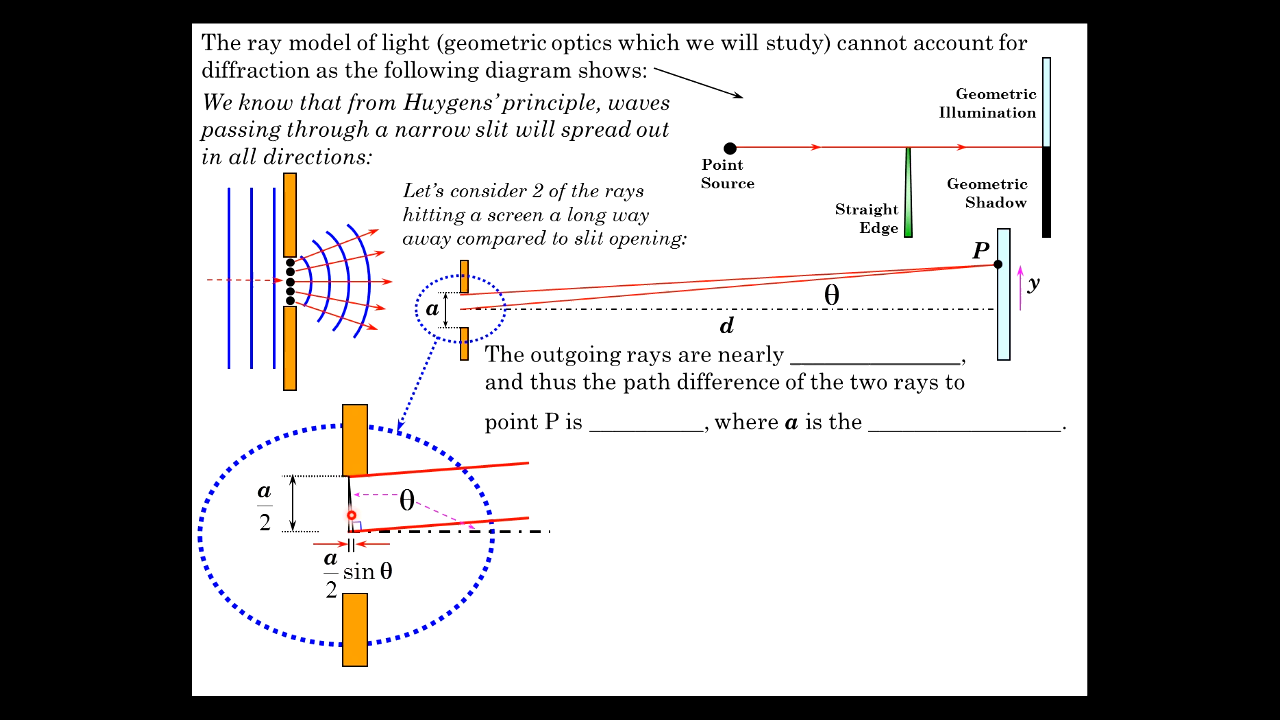 The ray model of light (geometric optics which we will study) cannot account for
diffraction as the following diagram shows:
We know that from Huygens' principle, waves
passing through a narrow slit will spread out
in all directions:
Geometric
Illumination
Point
Source
Geometric
Shadow
Straight
Edge
Let's consider 2 of the rays
hitting a screen a long way
away compared to slit opening:
P
y
θ
a
d
The outgoing rays are nearly _______________,
and thus the path difference of the two rays to
point P is __________, where a is the _________________.
a
2
θ
a
2 sin θ